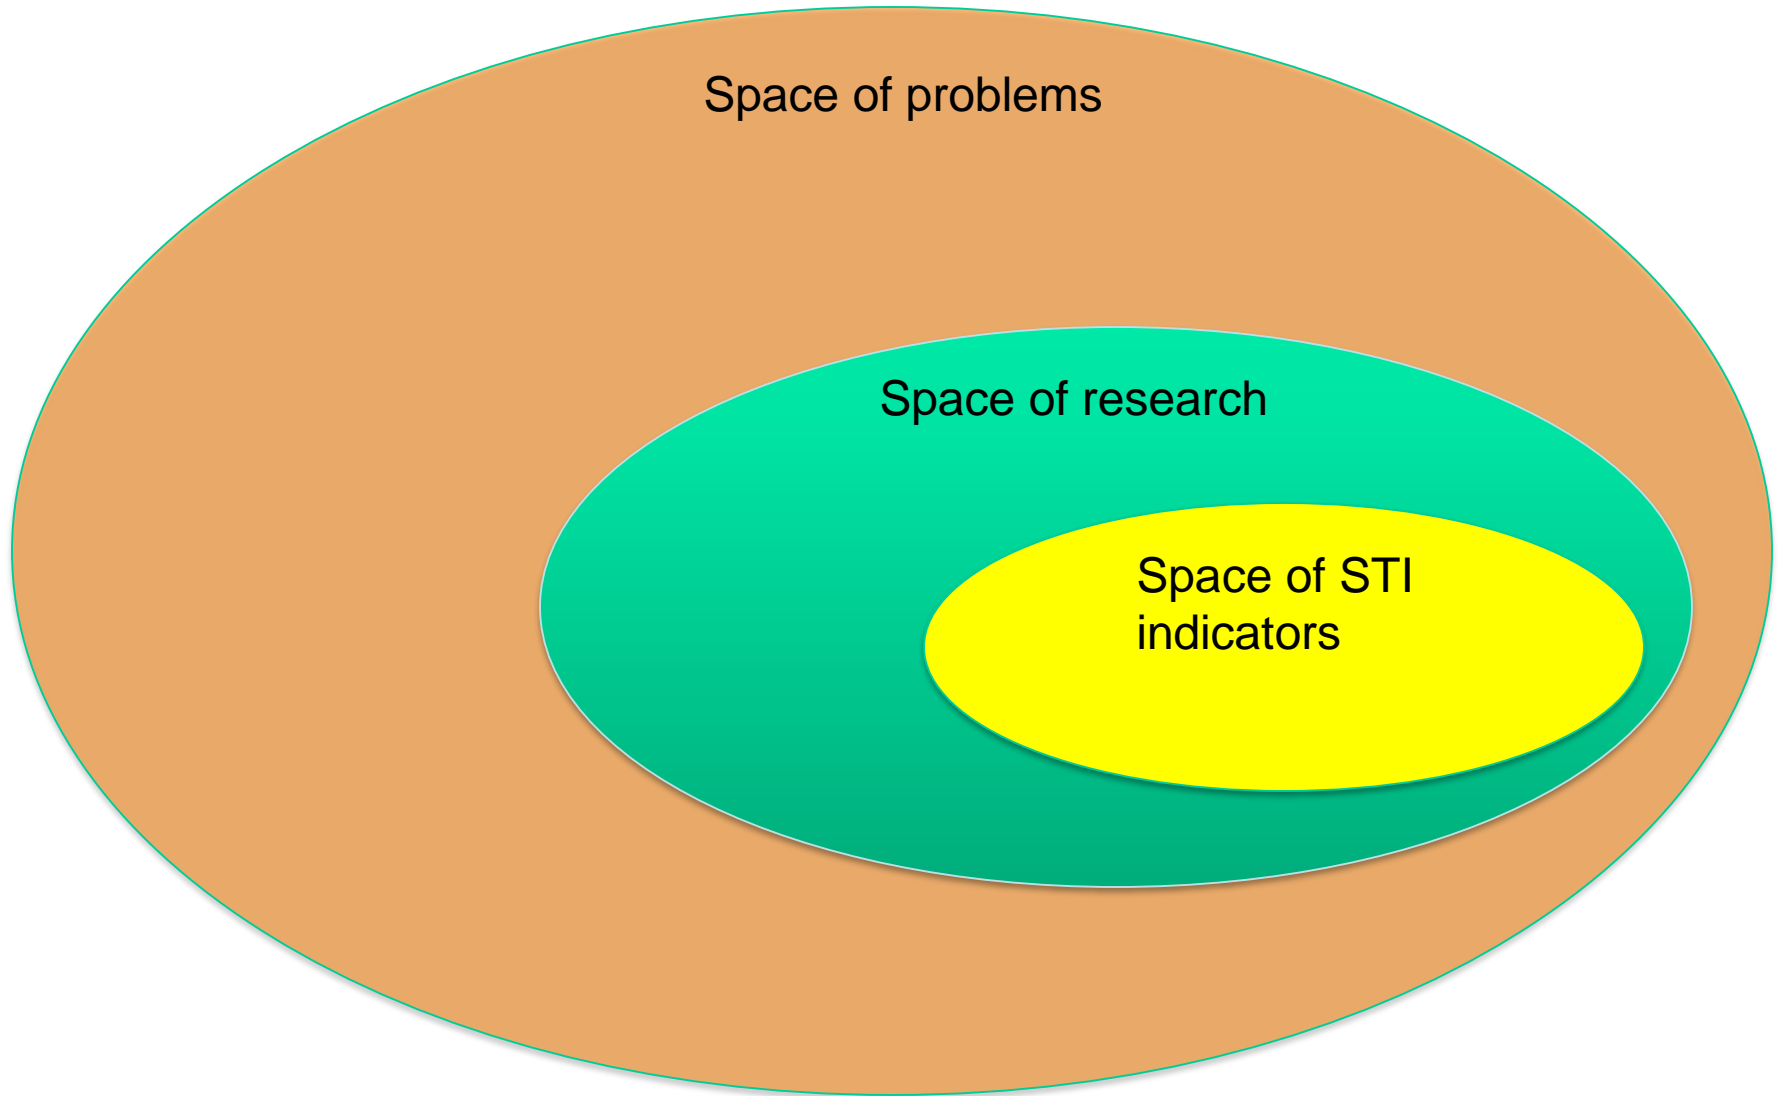 Space of problems
Space of research
Space of STI
indicators